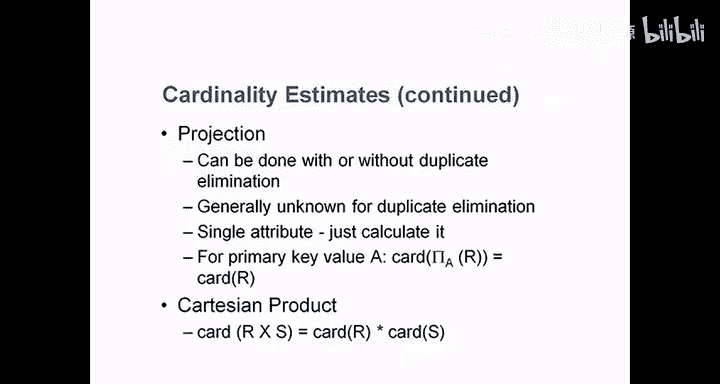 bilibili
Cardinality Estimates (continued)
• Projection
– Can be done with or without duplicate
elimination
– Generally unknown for duplicate elimination
– Single attribute - just calculate it
– For primary key value A: card(Π_A (R)) =
card(R)
• Cartesian Product
– card (R X S) = card(R) * card(S)